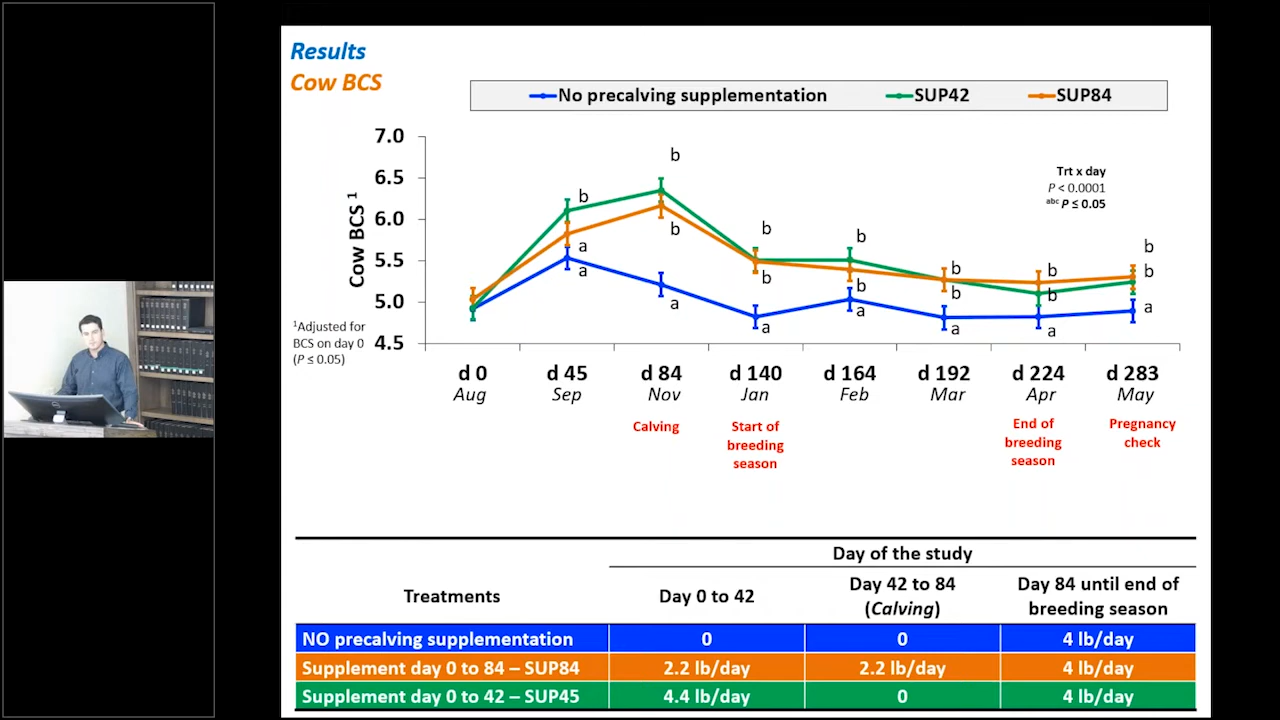 Results
Cow BCS
No precalving supplementation SUP42 SUP84
7.0
6.5
6.0
5.5
5.0
4.5
Cow BCS 1
b
b
b
a
a
a
b
b
a
b
b
a
b
b
a
b
b
a
b
b
a
Trt x day
P < 0.0001
abc P ≤ 0.05
1Adjusted for
BCS on day 0
(P ≤ 0.05)
d 0 d 45 d 84 d 140 d 164 d 192 d 224 d 283
Aug Sep Nov Jan Feb Mar Apr May
Calving
Start of
breeding
season
End of
breeding
season
Pregnancy
check
Day of the study
Treatments
Day 0 to 42
Day 42 to 84
(Calving)
Day 84 until end of
breeding season
NO precalving supplementation 0 0 4 lb/day
Supplement day 0 to 84 – SUP84 2.2 lb/day 2.2 lb/day 4 lb/day
Supplement day 0 to 42 – SUP45 4.4 lb/day 0 4 lb/day